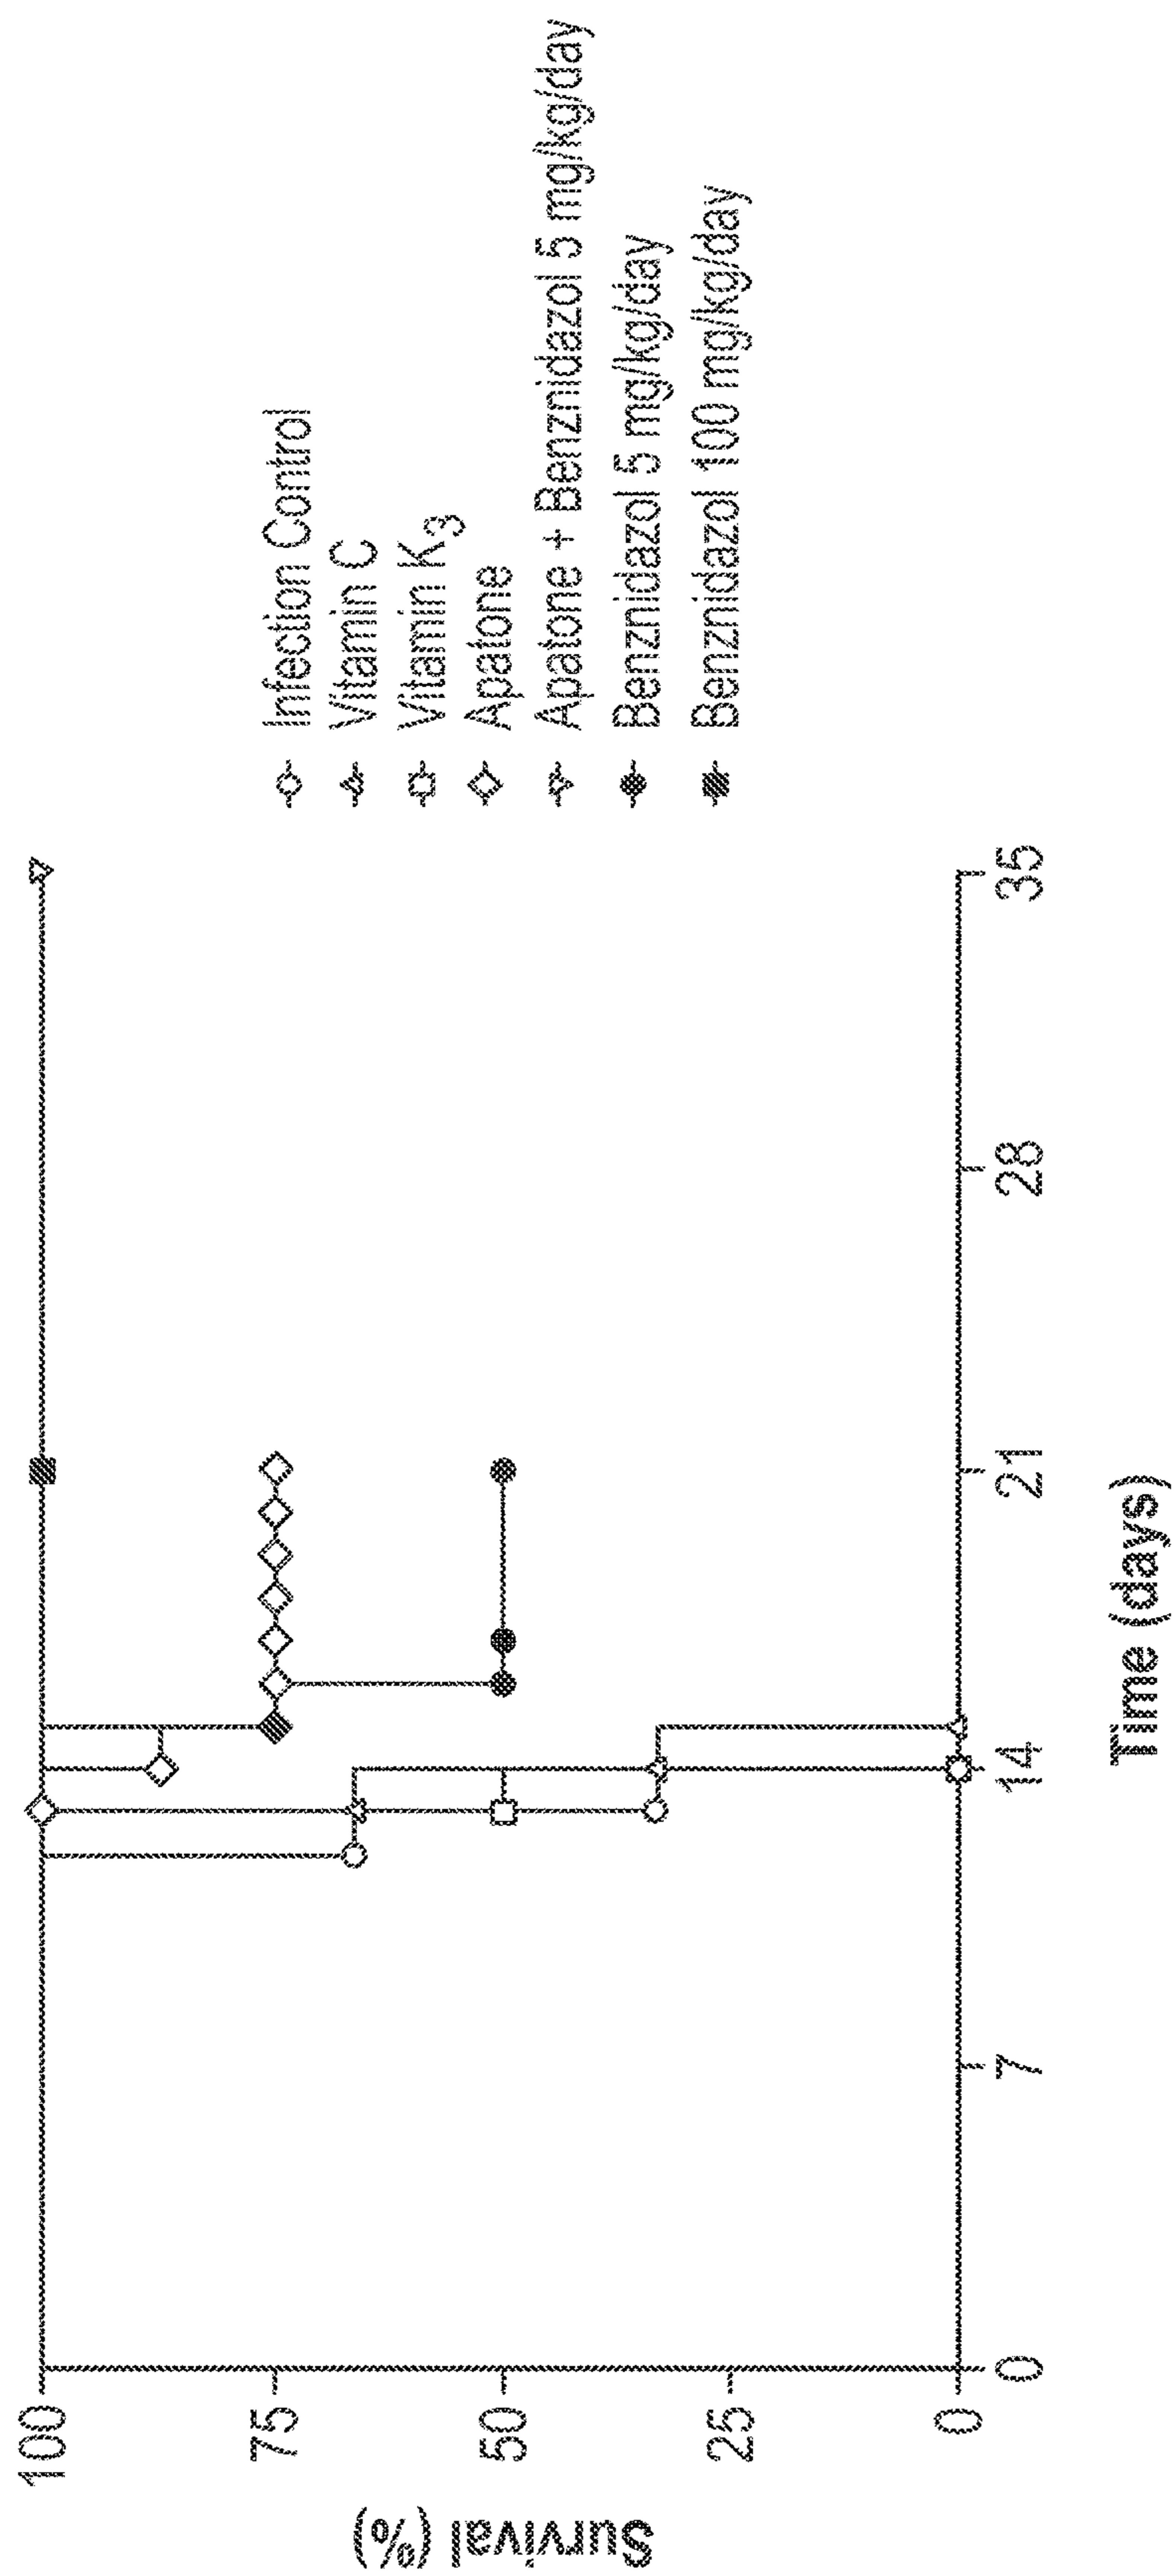 Survival (%)
100
75
50
25
0
0
7
14
21
28
35
Time (days)
Infection Control
Vitamin C
Vitamin K3
Apatone
Apatone + Benznidazol 5 mg/kg/day
Benznidazol 5 mg/kg/day
Benznidazol 100 mg/kg/day